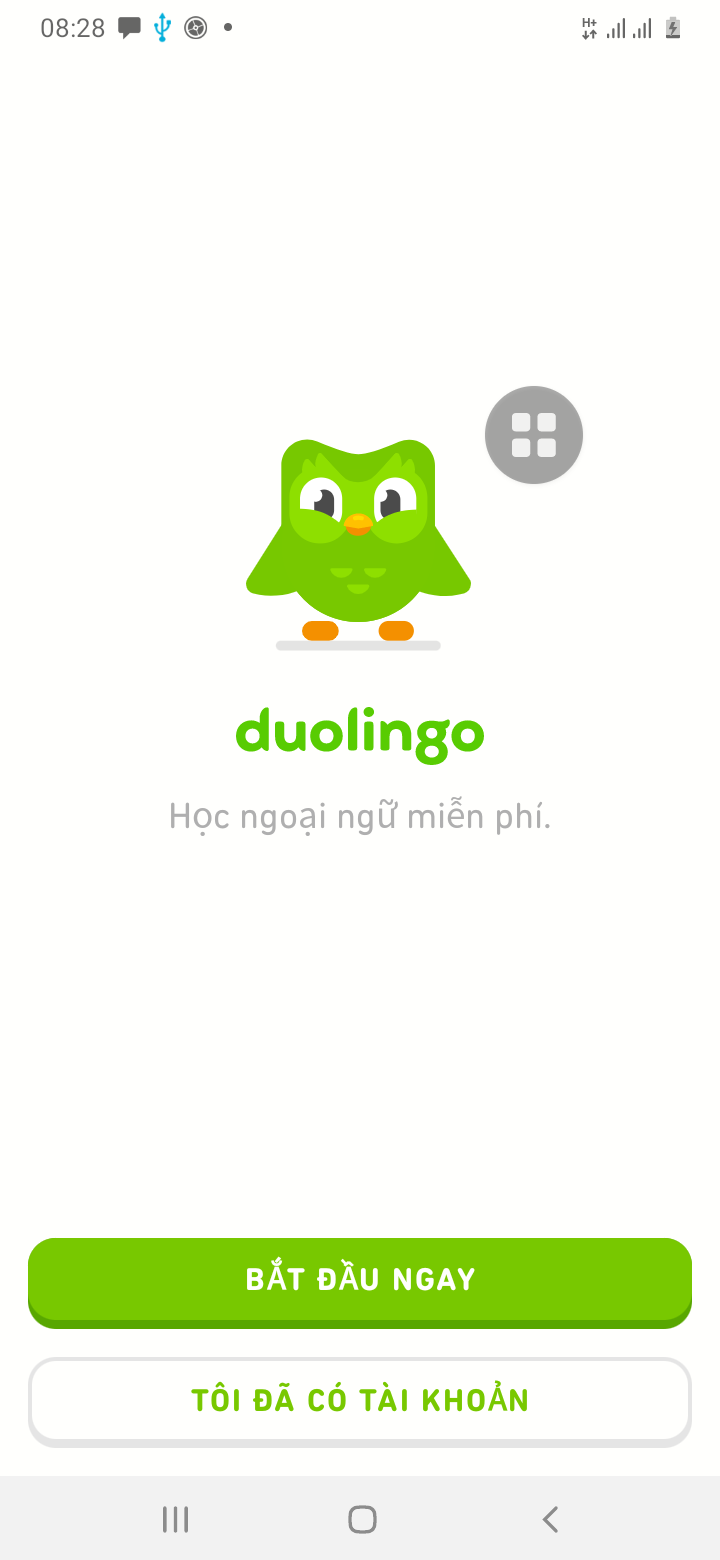 08:28
H+
duolingo
Học ngoại ngữ miễn phí.
BẮT ĐẦU NGAY
TÔI ĐÃ CÓ TÀI KHOẢN